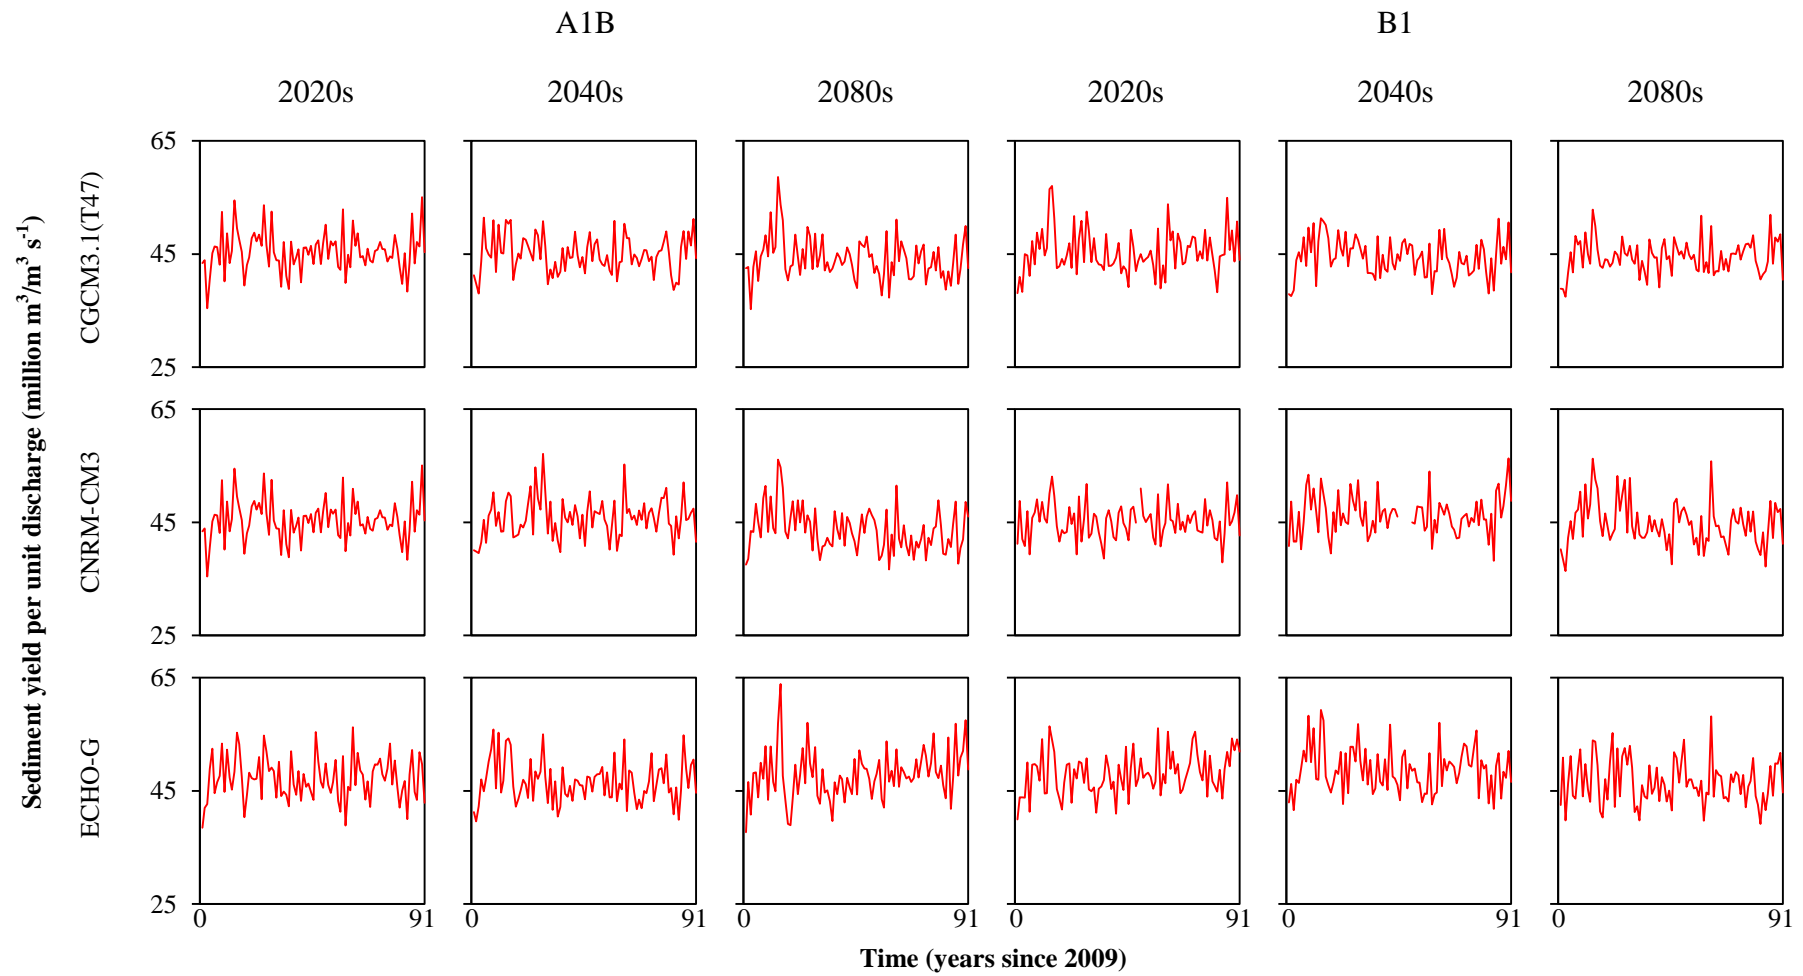 A1B B1
2020s 2040s 2080s 2020s 2040s 2080s
Sediment yield per unit discharge (million m³/m³ s⁻¹)
CGCM3.1(T47)
65
45
25
CNRM-CM3
65
45
25
ECHO-G
65
45
25
0 91 0 91 0 91 0 91 0 91 0 91
Time (years since 2009)